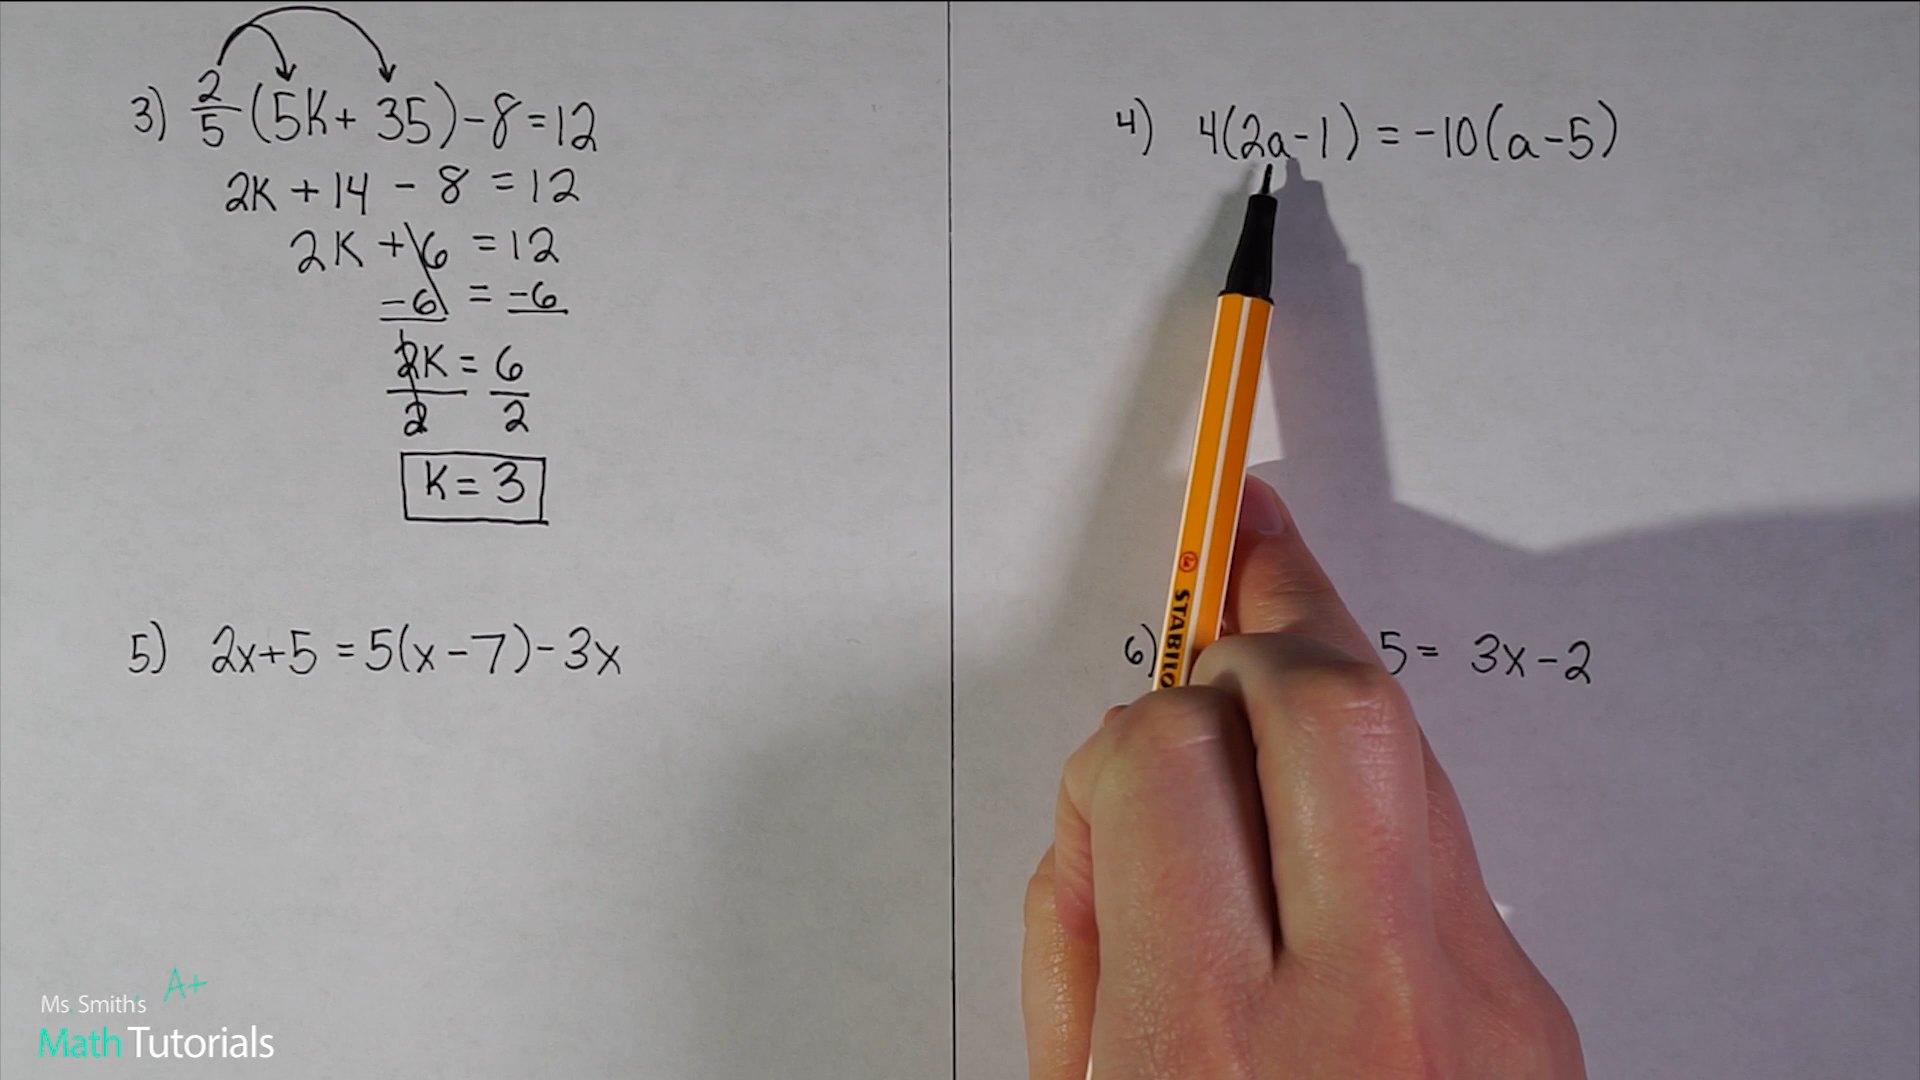 3) 2/5 (5K + 35) - 8 = 12
2K + 14 - 8 = 12
2K + 6 = 12
-6 = -6
2K = 6
2 2
K = 3
4) 4(2a - 1) = -10(a - 5)
5) 2x + 5 = 5(x - 7) - 3x
6) 5 = 3x - 2
STABILO
Ms. Smith's A+
Math Tutorials